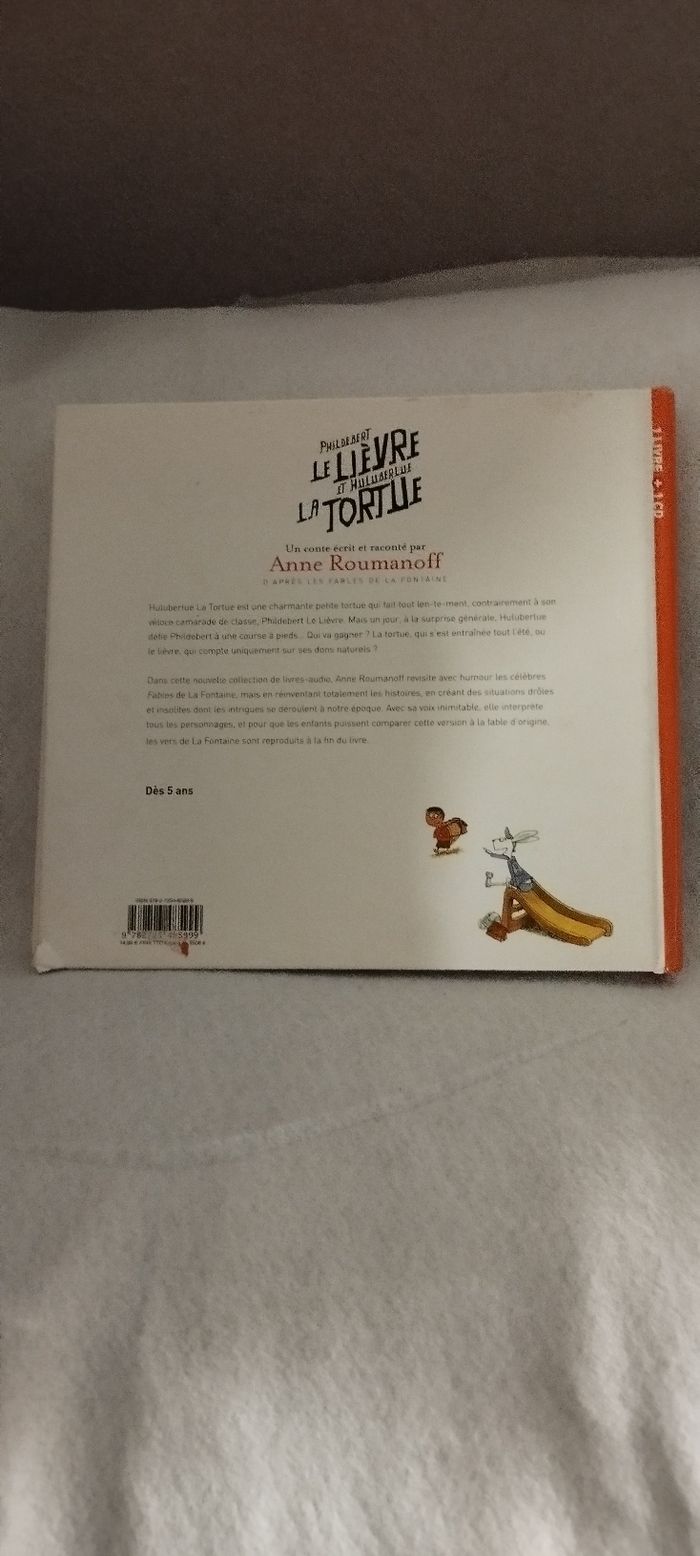 PHILDEBERT
LE LIÈVRE
ET HULUBERLUE
LA TORTUE
Un conte écrit et raconté par
Anne Roumanoff
D'APRÈS LES FABLES DE LA FONTAINE
Hulubertue La Tortue est une charmante petite tortue qui fait tout len-te-ment, contrairement à son
véloce camarade de classe, Phildebert Le Lièvre. Mais un jour, à la surprise générale, Hulubertue
défie Phildebert à une course à pieds... Qui va gagner ? La tortue, qui s'est entraînée tout l'été, ou
le lièvre, qui compte uniquement sur ses dons naturels ?
Dans cette nouvelle collection de livres-audio, Anne Roumanoff revisite avec humour les célèbres
Fables de La Fontaine, mais en réinventant totalement les histoires, en créant des situations drôles
et insolites dont les intrigues se déroulent à notre époque. Avec sa voix inimitable, elle interprète
tous les personnages, et pour que les enfants puissent comparer cette version à la fable d'origine,
les vers de La Fontaine sont reproduits à la fin du livre.
Dès 5 ans
1 LIVRE + 1 CD
ISBN